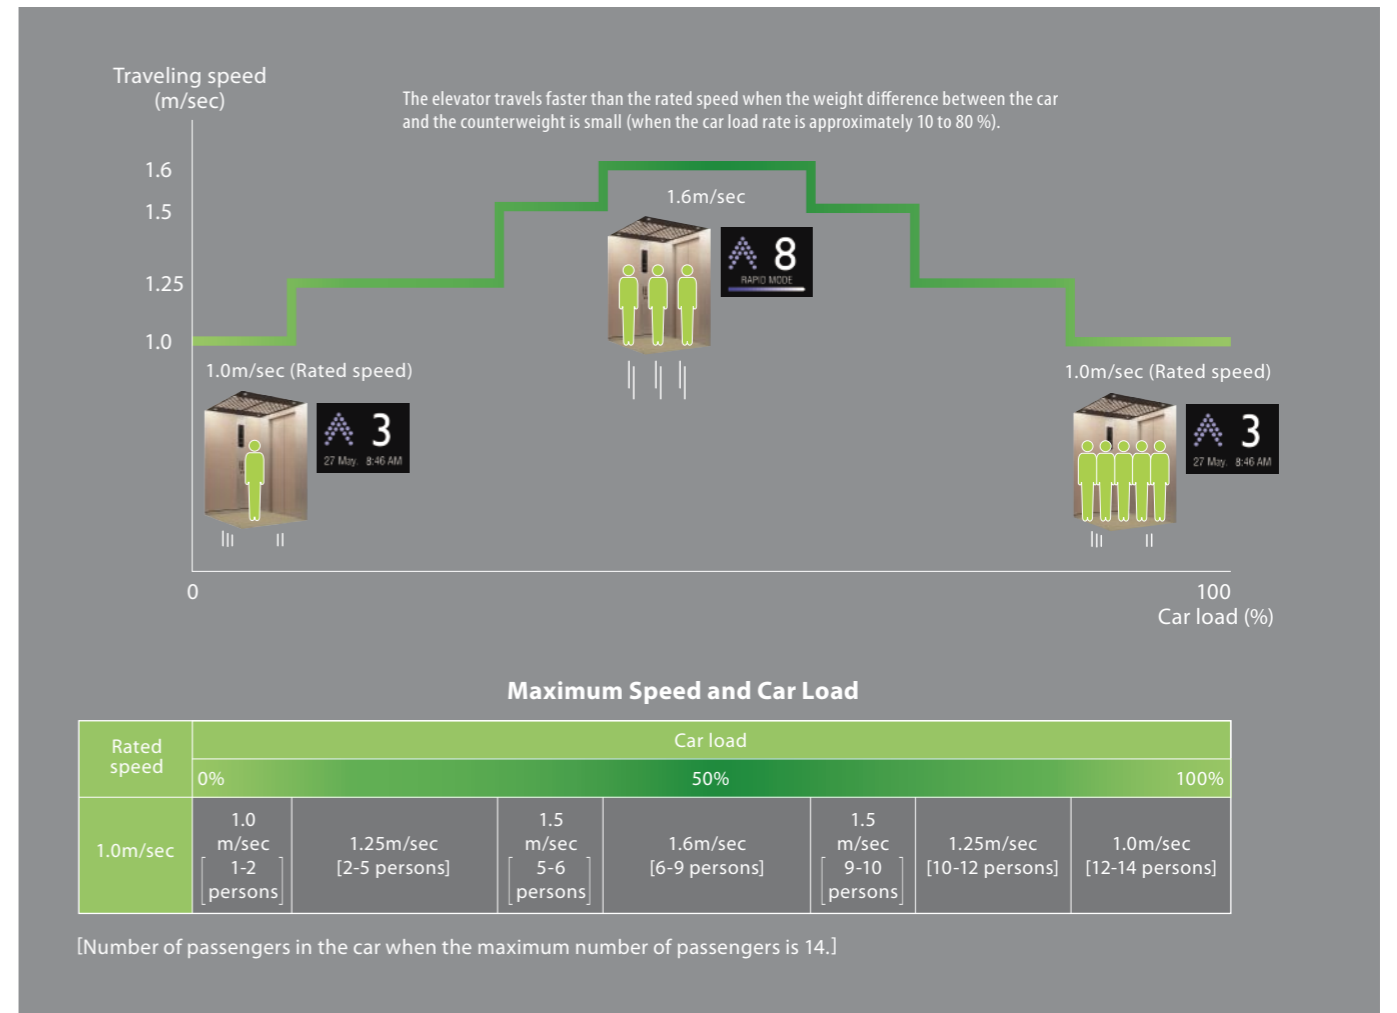 Traveling speed
(m/sec)
The elevator travels faster than the rated speed when the weight difference between the car
and the counterweight is small (when the car load rate is approximately 10 to 80 %).
1.6
1.5
1.25
1.0
1.6m/sec
8
RAPID MODE
1.0m/sec (Rated speed)
3
27 May. 8:46 AM
1.0m/sec (Rated speed)
3
27 May. 8:46 AM
0
100
Car load (%)
Maximum Speed and Car Load
Rated
speed
Car load
0%
50%
100%
1.0m/sec
1.0
m/sec
[1-2
persons]
1.25m/sec
[2-5 persons]
1.5
m/sec
[5-6
persons]
1.6m/sec
[6-9 persons]
1.5
m/sec
[9-10
persons]
1.25m/sec
[10-12 persons]
1.0m/sec
[12-14 persons]
[Number of passengers in the car when the maximum number of passengers is 14.]